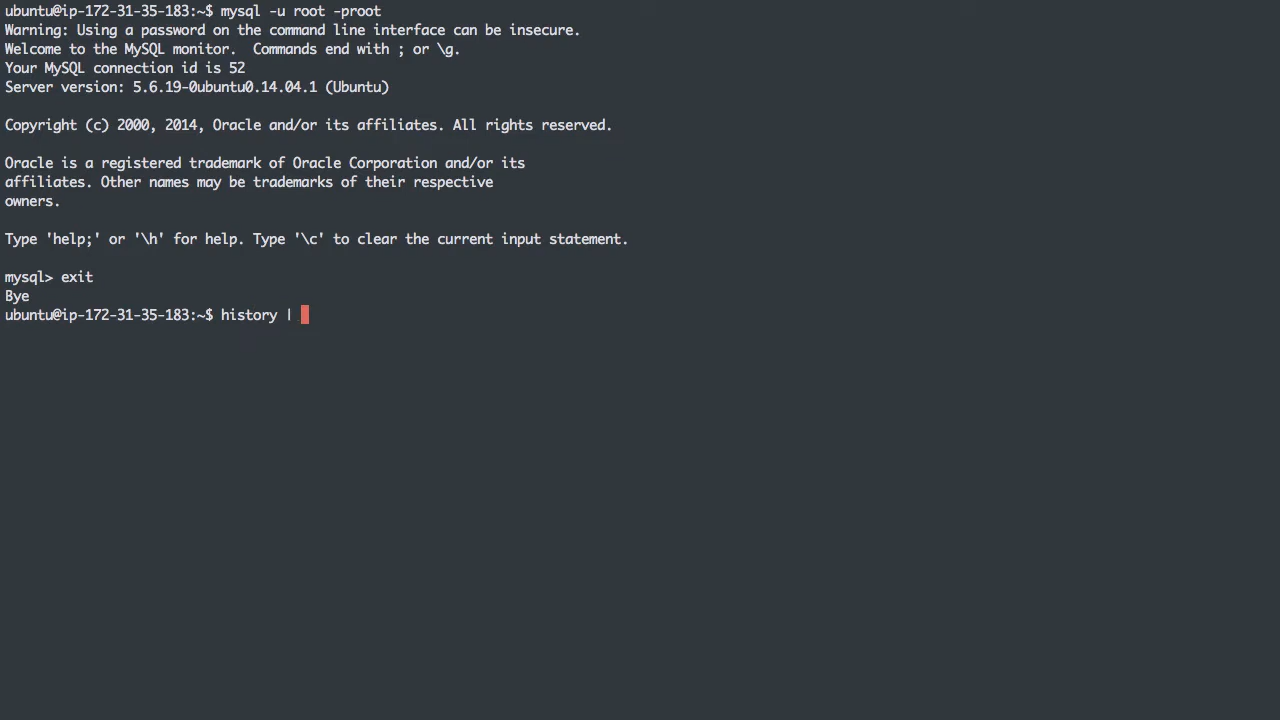 ubuntu@ip-172-31-35-183:~$ mysql -u root -proot
Warning: Using a password on the command line interface can be insecure.
Welcome to the MySQL monitor.  Commands end with ; or \g.
Your MySQL connection id is 52
Server version: 5.6.19-0ubuntu0.14.04.1 (Ubuntu)
Copyright (c) 2000, 2014, Oracle and/or its affiliates. All rights reserved.
Oracle is a registered trademark of Oracle Corporation and/or its
affiliates. Other names may be trademarks of their respective
owners.
Type 'help;' or '\h' for help. Type '\c' to clear the current input statement.
mysql> exit
Bye
ubuntu@ip-172-31-35-183:~$ history |